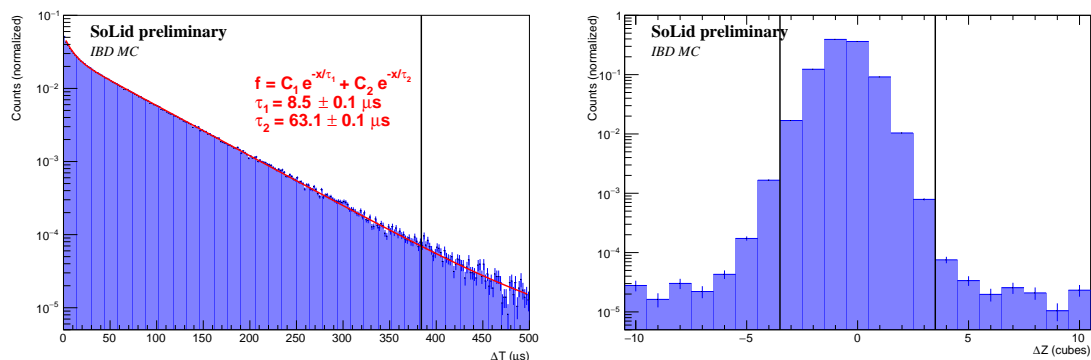 SoLid preliminary
IBD MC
f = C₁ e^{-x/τ₁} + C₂ e^{-x/τ₂}
τ₁ = 8.5 ± 0.1 μs
τ₂ = 63.1 ± 0.1 μs
Counts (normalized)
10⁻¹
10⁻²
10⁻³
10⁻⁴
10⁻⁵
0 50 100 150 200 250 300 350 400 450 500
ΔT (μs)
SoLid preliminary
IBD MC
Counts (normalized)
1
10⁻¹
10⁻²
10⁻³
10⁻⁴
10⁻⁵
−10 −5 0 5 10
ΔZ (cubes)